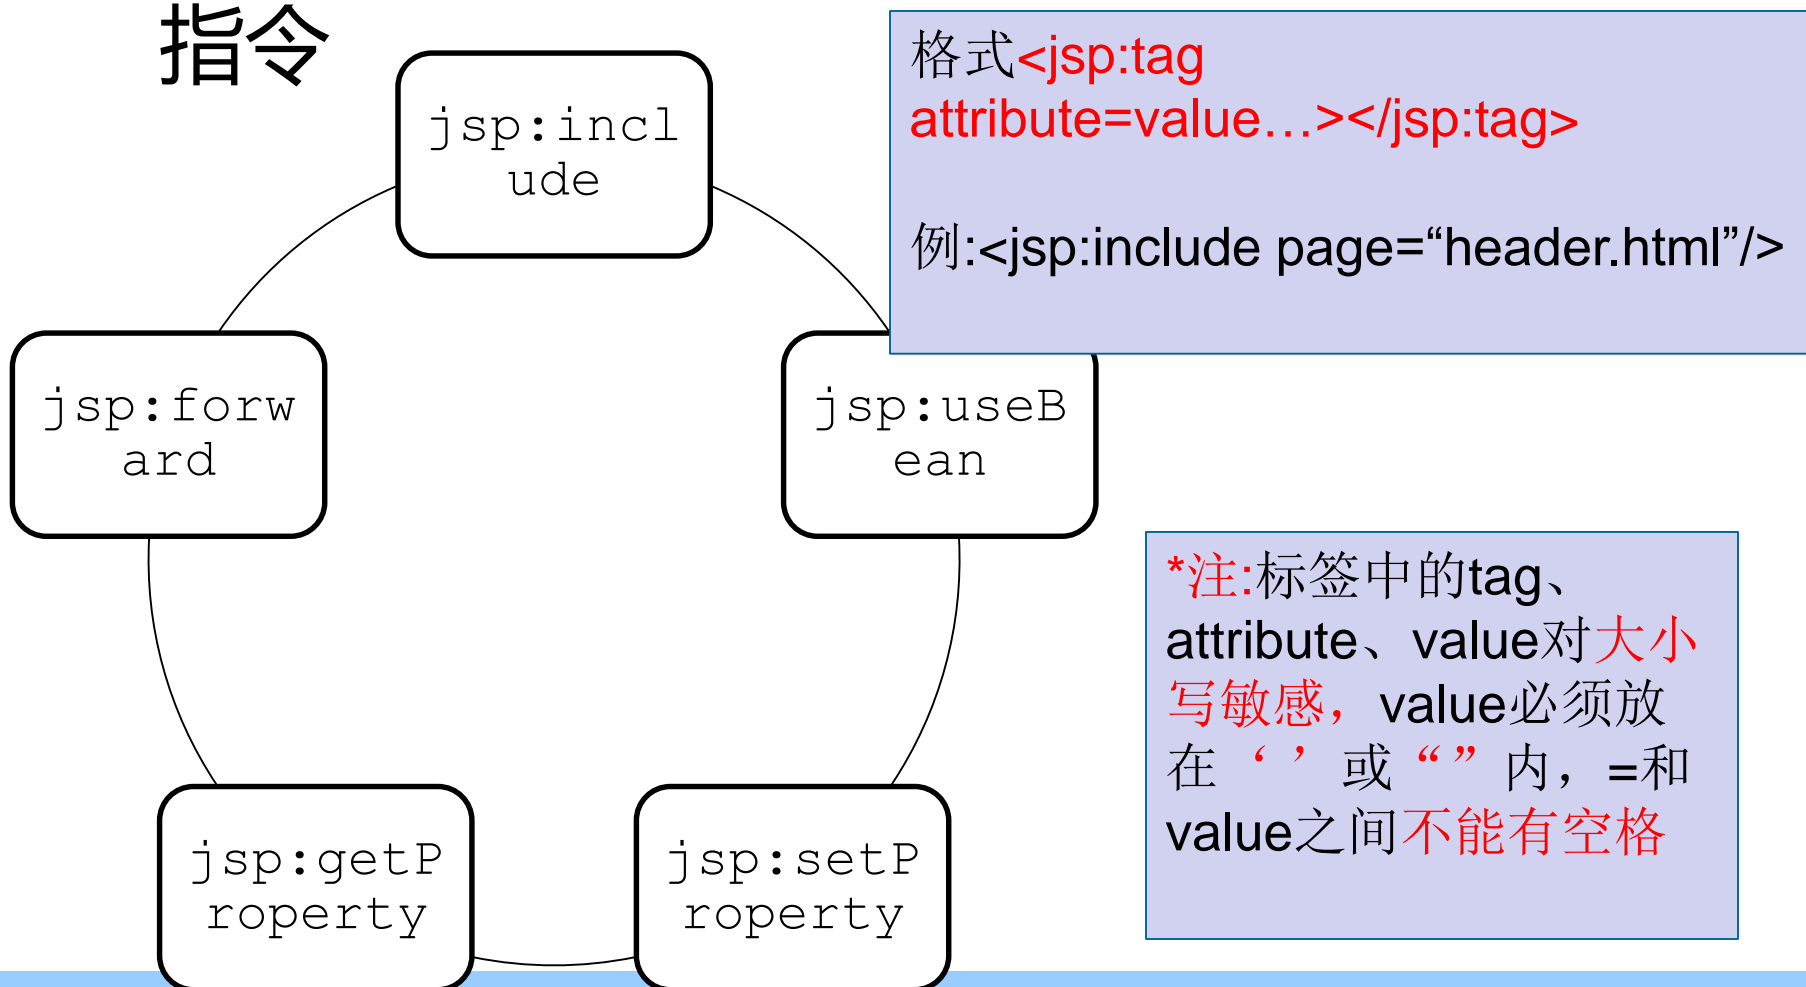 指令
jsp:incl
ude
格式<jsp:tag
attribute=value…></jsp:tag>
例:<jsp:include page=“header.html”/>
jsp:forw
ard
jsp:useB
ean
*注:标签中的tag、
attribute、value对大小
写敏感，value必须放
在‘’或“”内，=和
value之间不能有空格
jsp:getP
roperty
jsp:setP
roperty